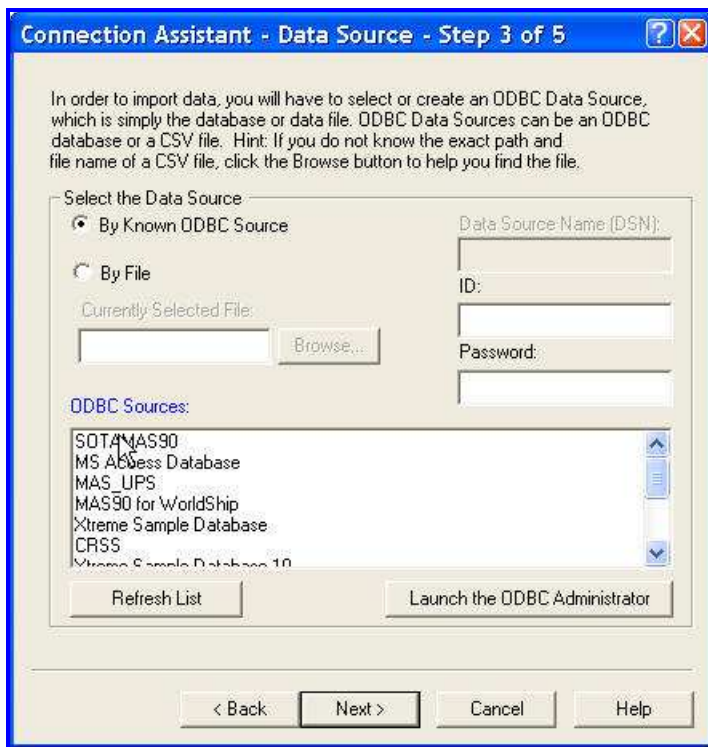 Connection Assistant - Data Source - Step 3 of 5
In order to import data, you will have to select or create an ODBC Data Source,
which is simply the database or data file. ODBC Data Sources can be an ODBC
database or a CSV file. Hint: If you do not know the exact path and
file name of a CSV file, click the Browse button to help you find the file.
Select the Data Source
By Known ODBC Source
By File
Currently Selected File:
Browse...
Data Source Name (DSN):
ID:
Password:
ODBC Sources:
SOTAMAS90
MS Access Database
MAS_UPS
MAS90 for WorldShip
Xtreme Sample Database
CRSS
Xtreme Sample Database 10
Refresh List
Launch the ODBC Administrator
< Back
Next >
Cancel
Help